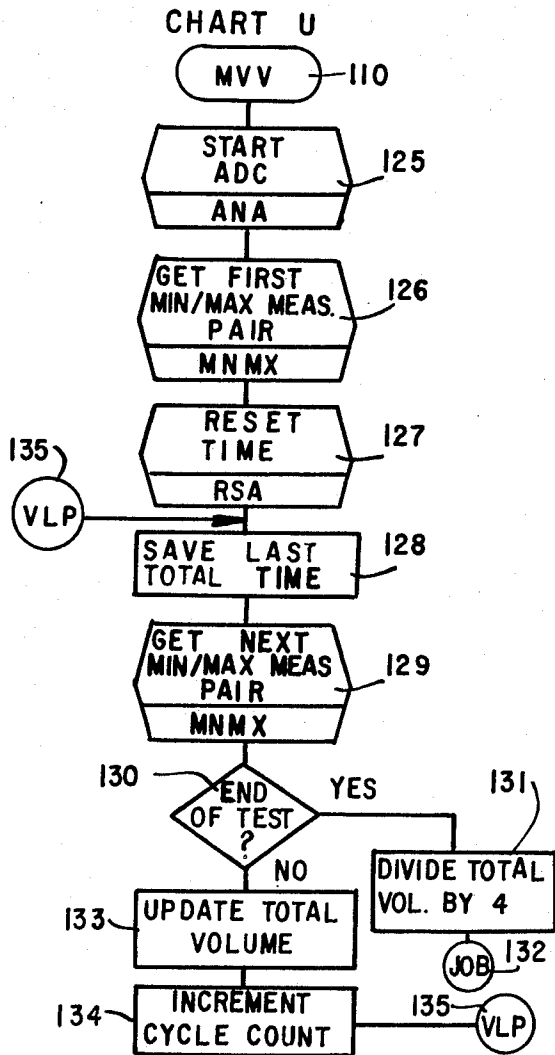 CHART U
MVV
110
START
ADC
125
ANA
GET FIRST
MIN/MAX MEAS.
PAIR
126
MNMX
RESET
TIME
127
RSA
135
VLP
SAVE LAST
TOTAL TIME
128
GET NEXT
MIN/MAX MEAS
PAIR
129
MNMX
130
END
OF TEST
?
YES
131
DIVIDE TOTAL
VOL. BY 4
NO
JOB
132
133
UPDATE TOTAL
VOLUME
134
INCREMENT
CYCLE COUNT
135
VLP